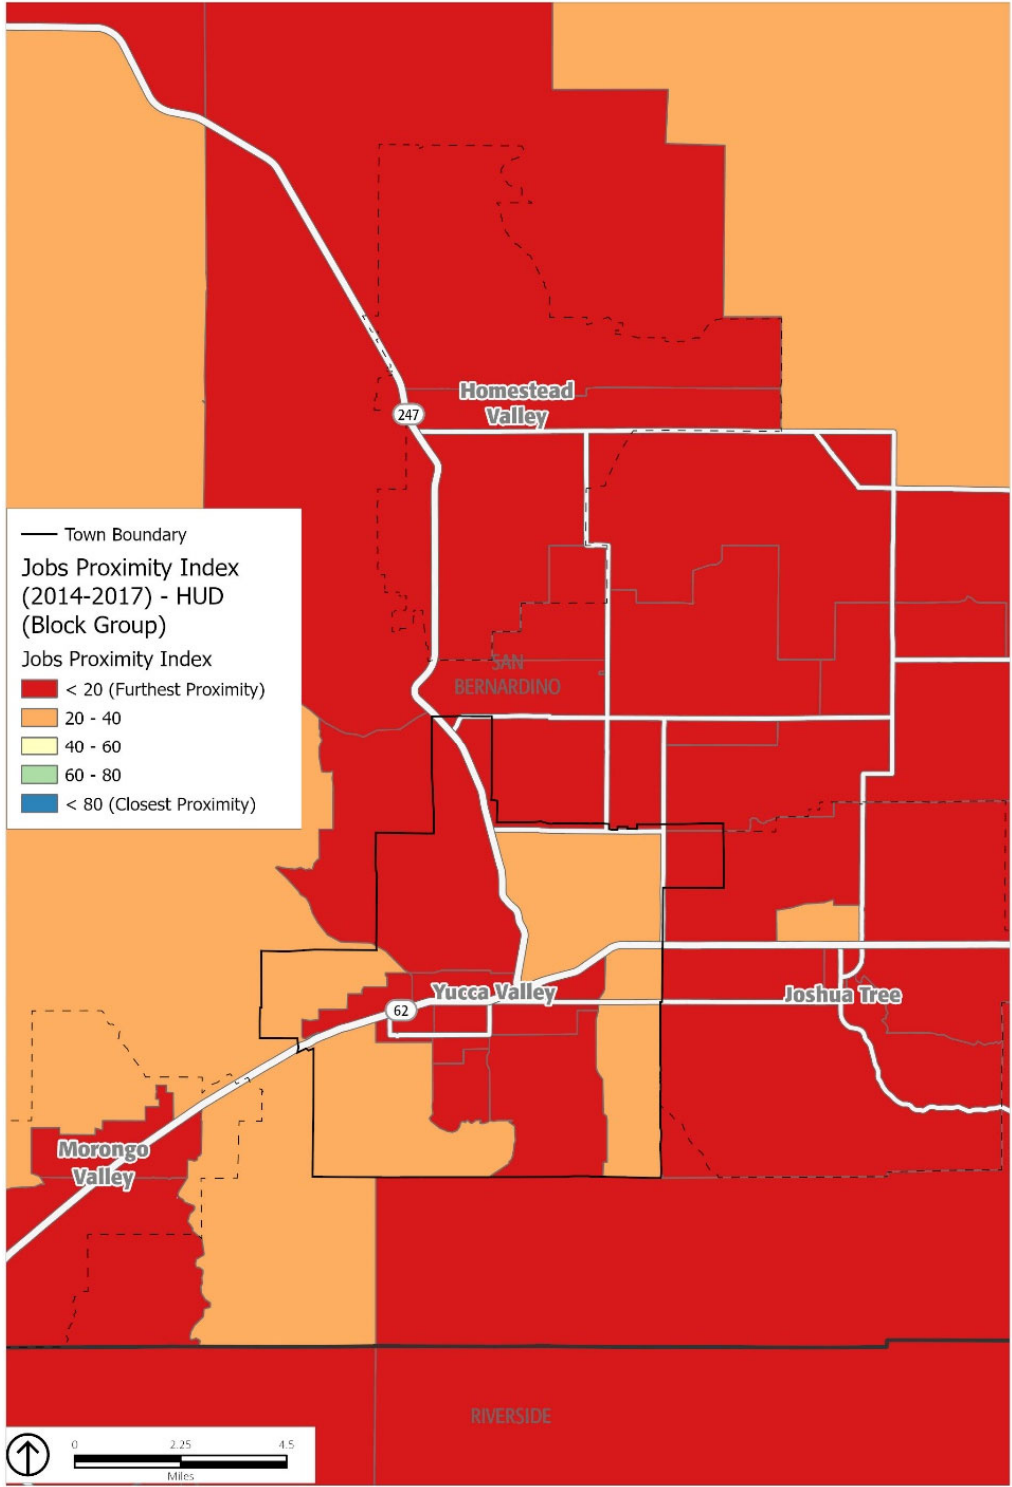 Homestead
Valley
247
Town Boundary
Jobs Proximity Index
(2014-2017) - HUD
(Block Group)
Jobs Proximity Index
< 20 (Furthest Proximity)
20 - 40
40 - 60
60 - 80
< 80 (Closest Proximity)
SAN
BERNARDINO
Yucca Valley
Joshua Tree
62
Morongo
Valley
RIVERSIDE
0 2.25 4.5
Miles